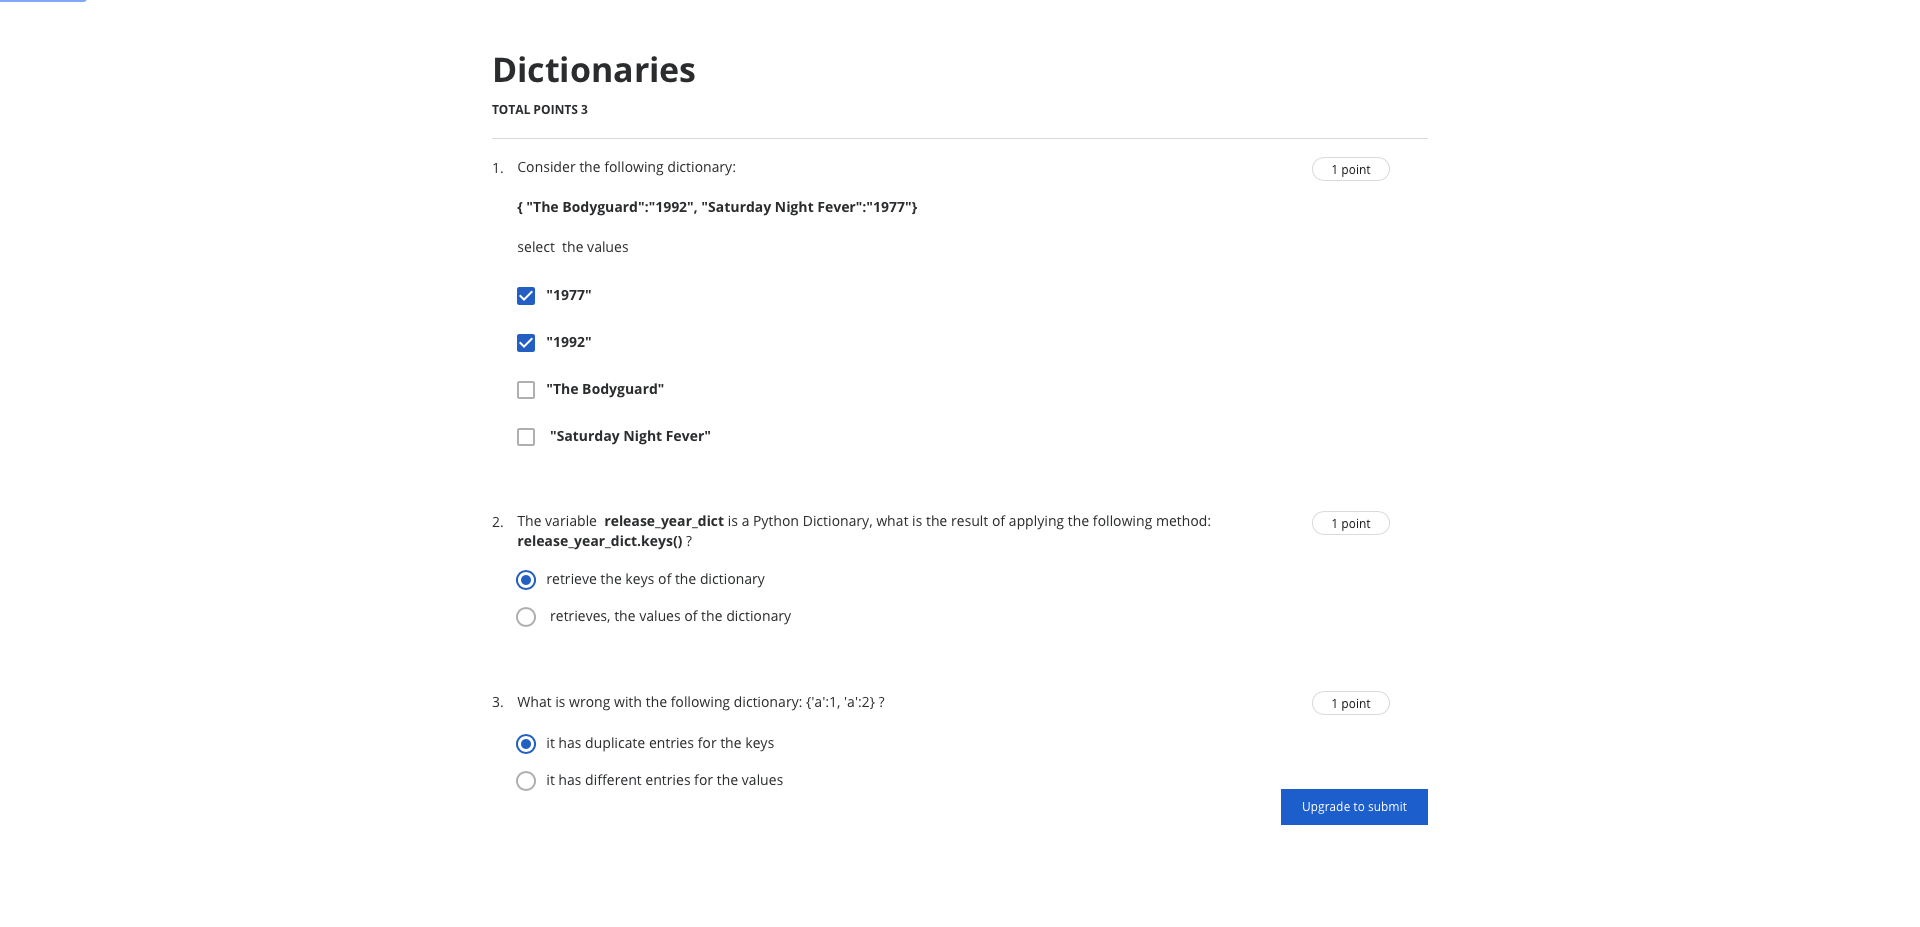 Dictionaries
TOTAL POINTS 3
1. Consider the following dictionary:
1 point
{ "The Bodyguard":"1992", "Saturday Night Fever":"1977"}
select  the values
"1977"
"1992"
"The Bodyguard"
"Saturday Night Fever"
2. The variable  release_year_dict is a Python Dictionary, what is the result of applying the following method:
1 point
release_year_dict.keys() ?
retrieve the keys of the dictionary
retrieves, the values of the dictionary
3. What is wrong with the following dictionary: {'a':1, 'a':2} ?
1 point
it has duplicate entries for the keys
it has different entries for the values
Upgrade to submit